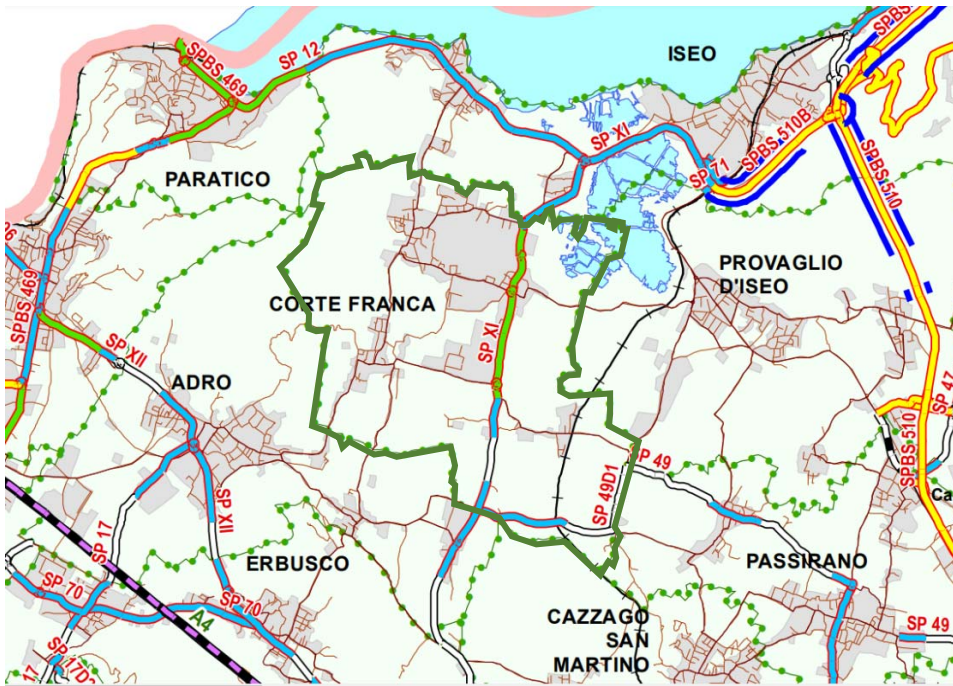 SPBS
SPBS 469
SP 12
ISEO
SP XI
SP 71
SPBS 510B
SPBS 510
PARATICO
PROVAGLIO
D'ISEO
CORTE FRANCA
SPBS 469
SP XII
SP XI
ADRO
SP 47
SP 49
SPBS 510
SP 49D1
Ca
SP XII
SP 17
ERBUSCO
PASSIRANO
SP 70
SP 70
A4
CAZZAGO
SAN
MARTINO
SP 49
17